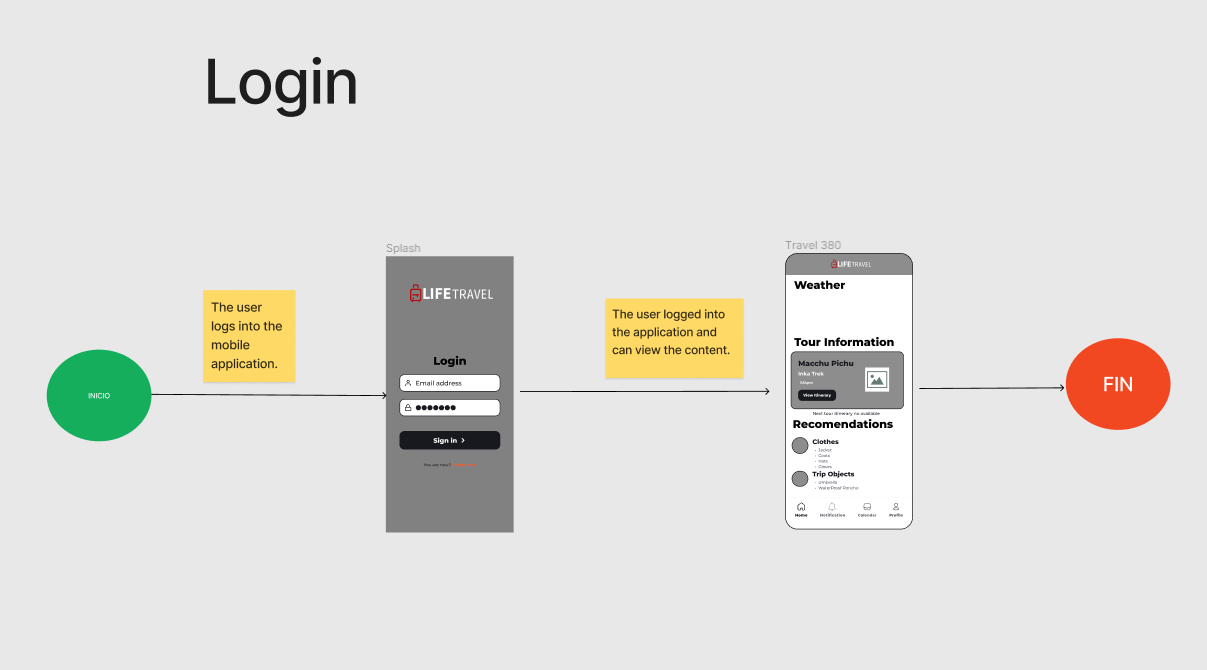 Login
INICIO
The user
logs into the
mobile
application.
Splash
LIFETRAVEL
Login
Email address
Sign in
You are new?
The user logged into
the application and
can view the content.
Travel 380
LIFETRAVEL
Weather
Tour Information
Macchu Pichu
Inka Trek
View Itinerary
Next tour itinerary no available
Recomendations
Clothes
- Jacket
- Coats
- Hats
- Gloves
Trip Objects
- Umbrella
- WaterProof Poncho
Home Notification Calendar Profile
FIN